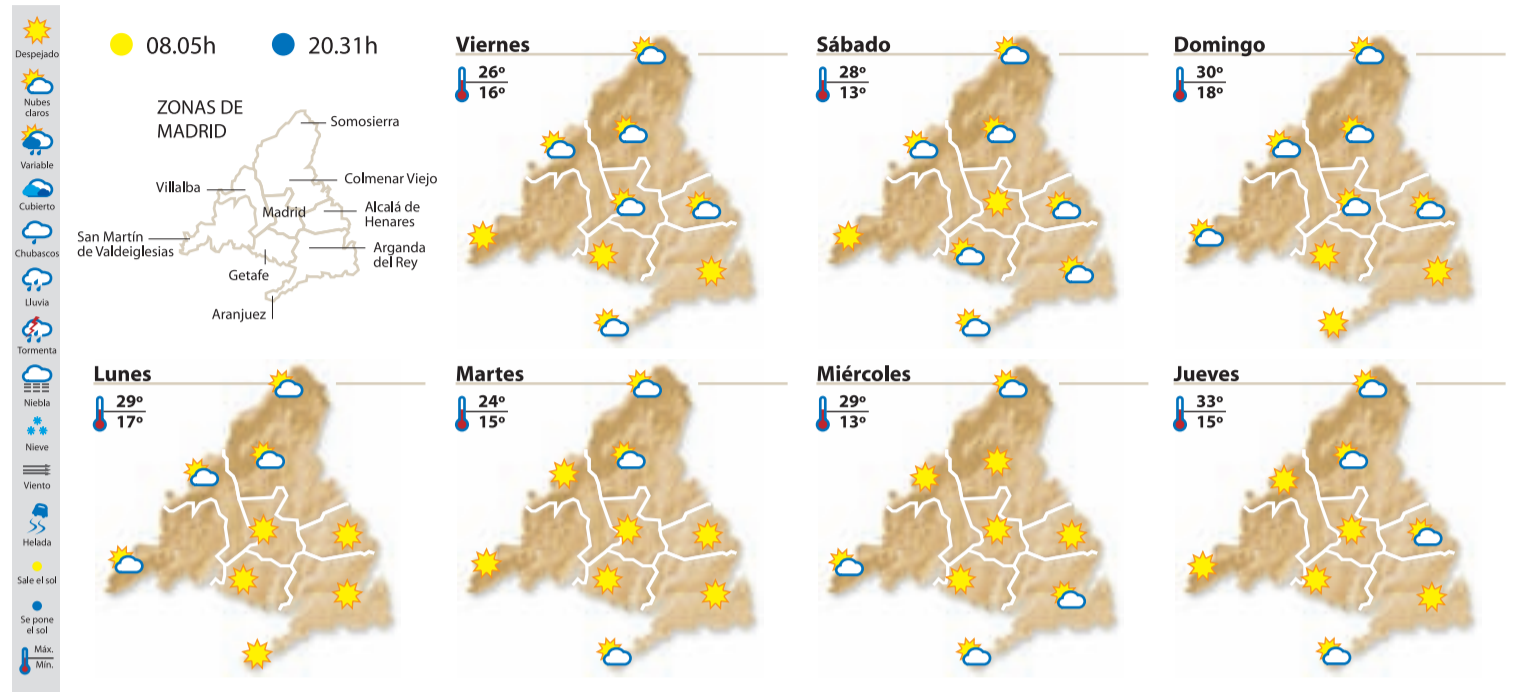 Despejado
Nubes
claros
Variable
Cubierto
Chubascos
Lluvia
Tormenta
Niebla
Nieve
Viento
Helada
Sale el sol
Se pone
el sol
Máx.
Mín.
08.05h
20.31h
ZONAS DE
MADRID
Somosierra
Colmenar Viejo
Villalba
Madrid
Alcalá de
Henares
San Martín
de Valdeiglesias
Arganda
del Rey
Getafe
Aranjuez
Viernes
26º
16º
Sábado
28º
13º
Domingo
30º
18º
Lunes
29º
17º
Martes
24º
15º
Miércoles
29º
13º
Jueves
33º
15º